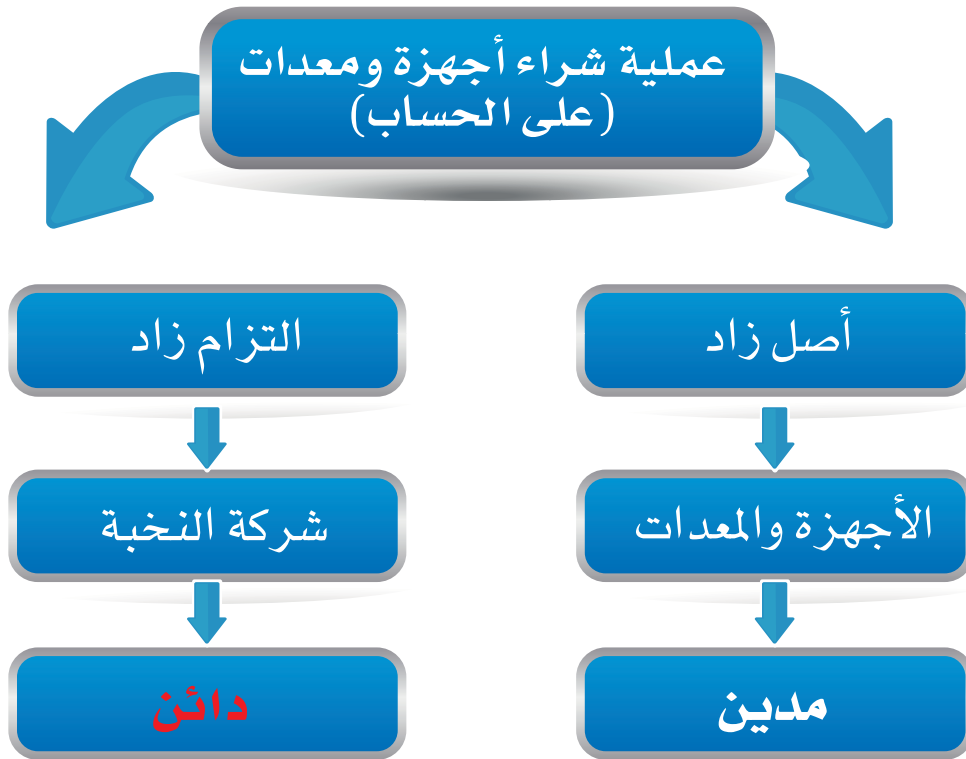 عملية شراء أجهزة ومعدات
(على الحساب)
أصل زاد
التزام زاد
الأجهزة والمعدات
شركة النخبة
مدين
دائن